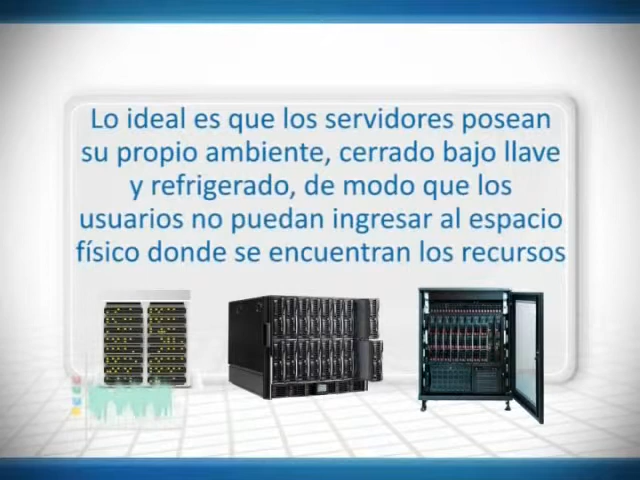 Lo ideal es que los servidores posean
su propio ambiente, cerrado bajo llave
y refrigerado, de modo que los
usuarios no puedan ingresar al espacio
físico donde se encuentran los recursos